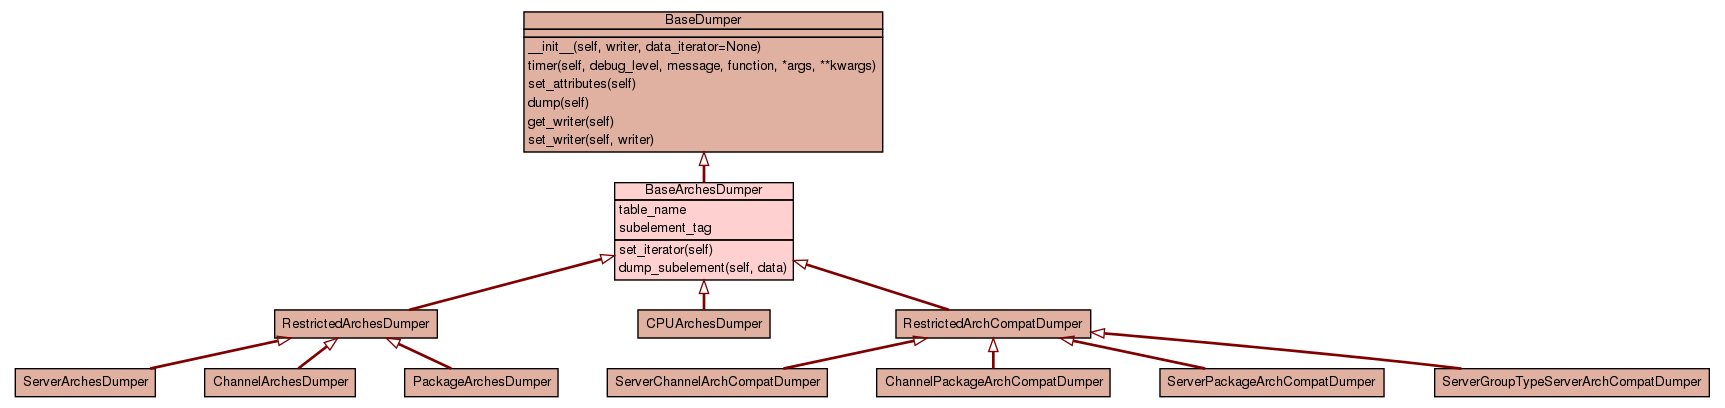 BaseDumper
__init__(self, writer, data_iterator=None)
timer(self, debug_level, message, function, *args, **kwargs)
set_attributes(self)
dump(self)
get_writer(self)
set_writer(self, writer)
BaseArchesDumper
table_name
subelement_tag
set_iterator(self)
dump_subelement(self, data)
RestrictedArchesDumper
CPUArchesDumper
RestrictedArchCompatDumper
ServerArchesDumper
ChannelArchesDumper
PackageArchesDumper
ServerChannelArchCompatDumper
ChannelPackageArchCompatDumper
ServerPackageArchCompatDumper
ServerGroupTypeServerArchCompatDumper